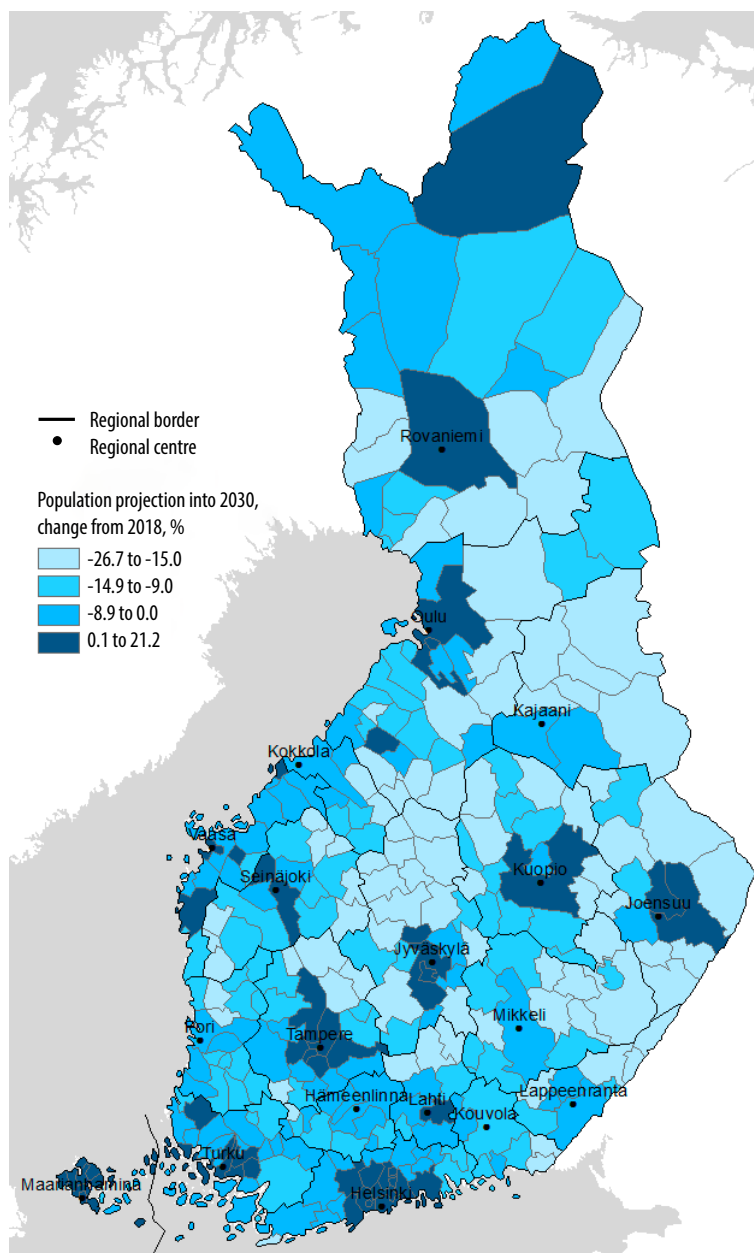 Rovaniemi
Regional border
Regional centre
Population projection into 2030,
change from 2018, %
-26.7 to -15.0
-14.9 to -9.0
-8.9 to 0.0
0.1 to 21.2
Oulu
Kajaani
Kokkola
Vaasa
Seinäjoki
Kuopio
Joensuu
Jyväskylä
Mikkeli
Pori
Tampere
Hämeenlinna
Lahti
Lappeenranta
Kouvola
Turku
Maarianhamina
Helsinki